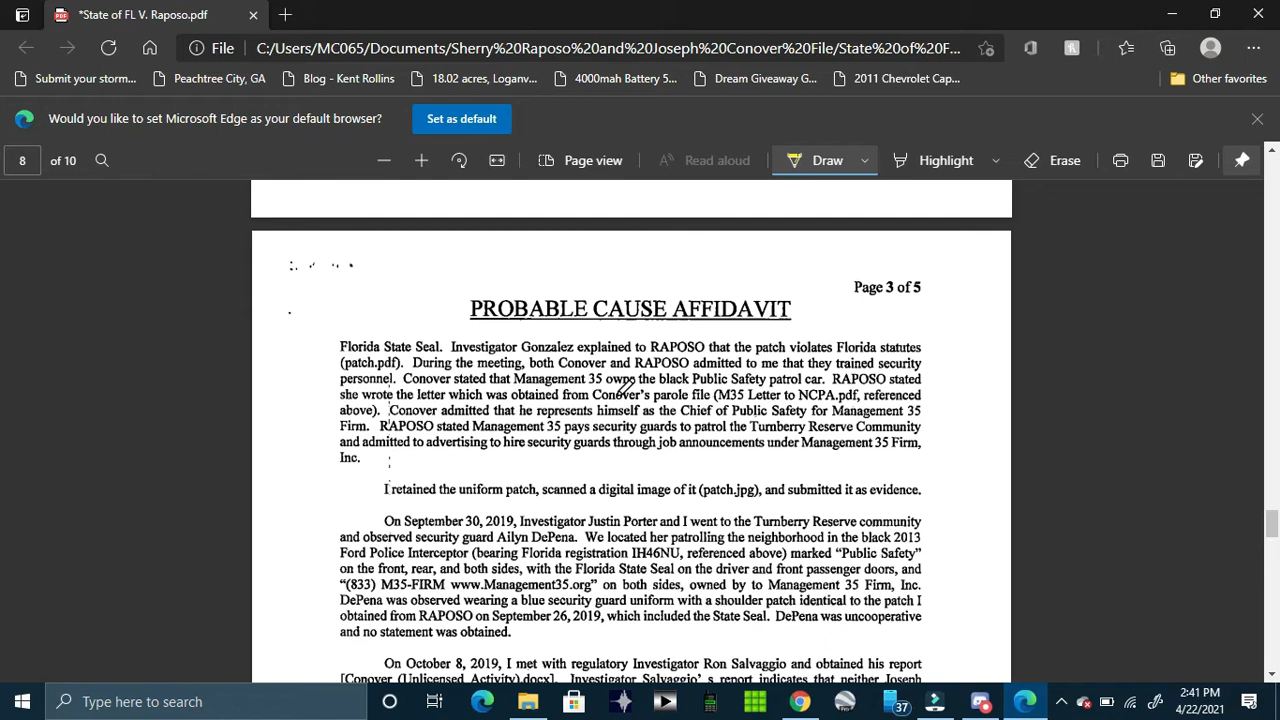 *State of FL V. Raposo.pdf
File C:/Users/MC065/Documents/Sherry%20Raposo%20and%20Joseph%20Conover%20File/State%20of%20F...
Submit your storm... Peachtree City, GA Blog - Kent Rollins 18.02 acres, Loganv... 4000mah Battery 5... Dream Giveaway G... 2011 Chevrolet Cap... Other favorites
Would you like to set Microsoft Edge as your default browser? Set as default
8 of 10 Page view Read aloud Draw Highlight Erase
Page 3 of 5
PROBABLE CAUSE AFFIDAVIT
Florida State Seal. Investigator Gonzalez explained to RAPOSO that the patch violates Florida statutes
(patch.pdf). During the meeting, both Conover and RAPOSO admitted to me that they trained security
personnel. Conover stated that Management 35 owns the black Public Safety patrol car. RAPOSO stated
she wrote the letter which was obtained from Conover's parole file (M35 Letter to NCPA.pdf, referenced
above). Conover admitted that he represents himself as the Chief of Public Safety for Management 35
Firm. RAPOSO stated Management 35 pays security guards to patrol the Turnberry Reserve Community
and admitted to advertising to hire security guards through job announcements under Management 35 Firm,
Inc.
I retained the uniform patch, scanned a digital image of it (patch.jpg), and submitted it as evidence.
On September 30, 2019, Investigator Justin Porter and I went to the Turnberry Reserve community
and observed security guard Ailyn DePena. We located her patrolling the neighborhood in the black 2013
Ford Police Interceptor (bearing Florida registration IH46NU, referenced above) marked "Public Safety"
on the front, rear, and both sides, with the Florida State Seal on the driver and front passenger doors, and
"(833) M35-FIRM www.Management35.org" on both sides, owned by to Management 35 Firm, Inc.
DePena was observed wearing a blue security guard uniform with a shoulder patch identical to the patch I
obtained from RAPOSO on September 26, 2019, which included the State Seal. DePena was uncooperative
and no statement was obtained.
On October 8, 2019, I met with regulatory Investigator Ron Salvaggio and obtained his report
[Conover (Unlicensed Activity).docx]. Investigator Salvaggio' s report indicates that neither Joseph
Type here to search
37
2:41 PM
4/22/2021